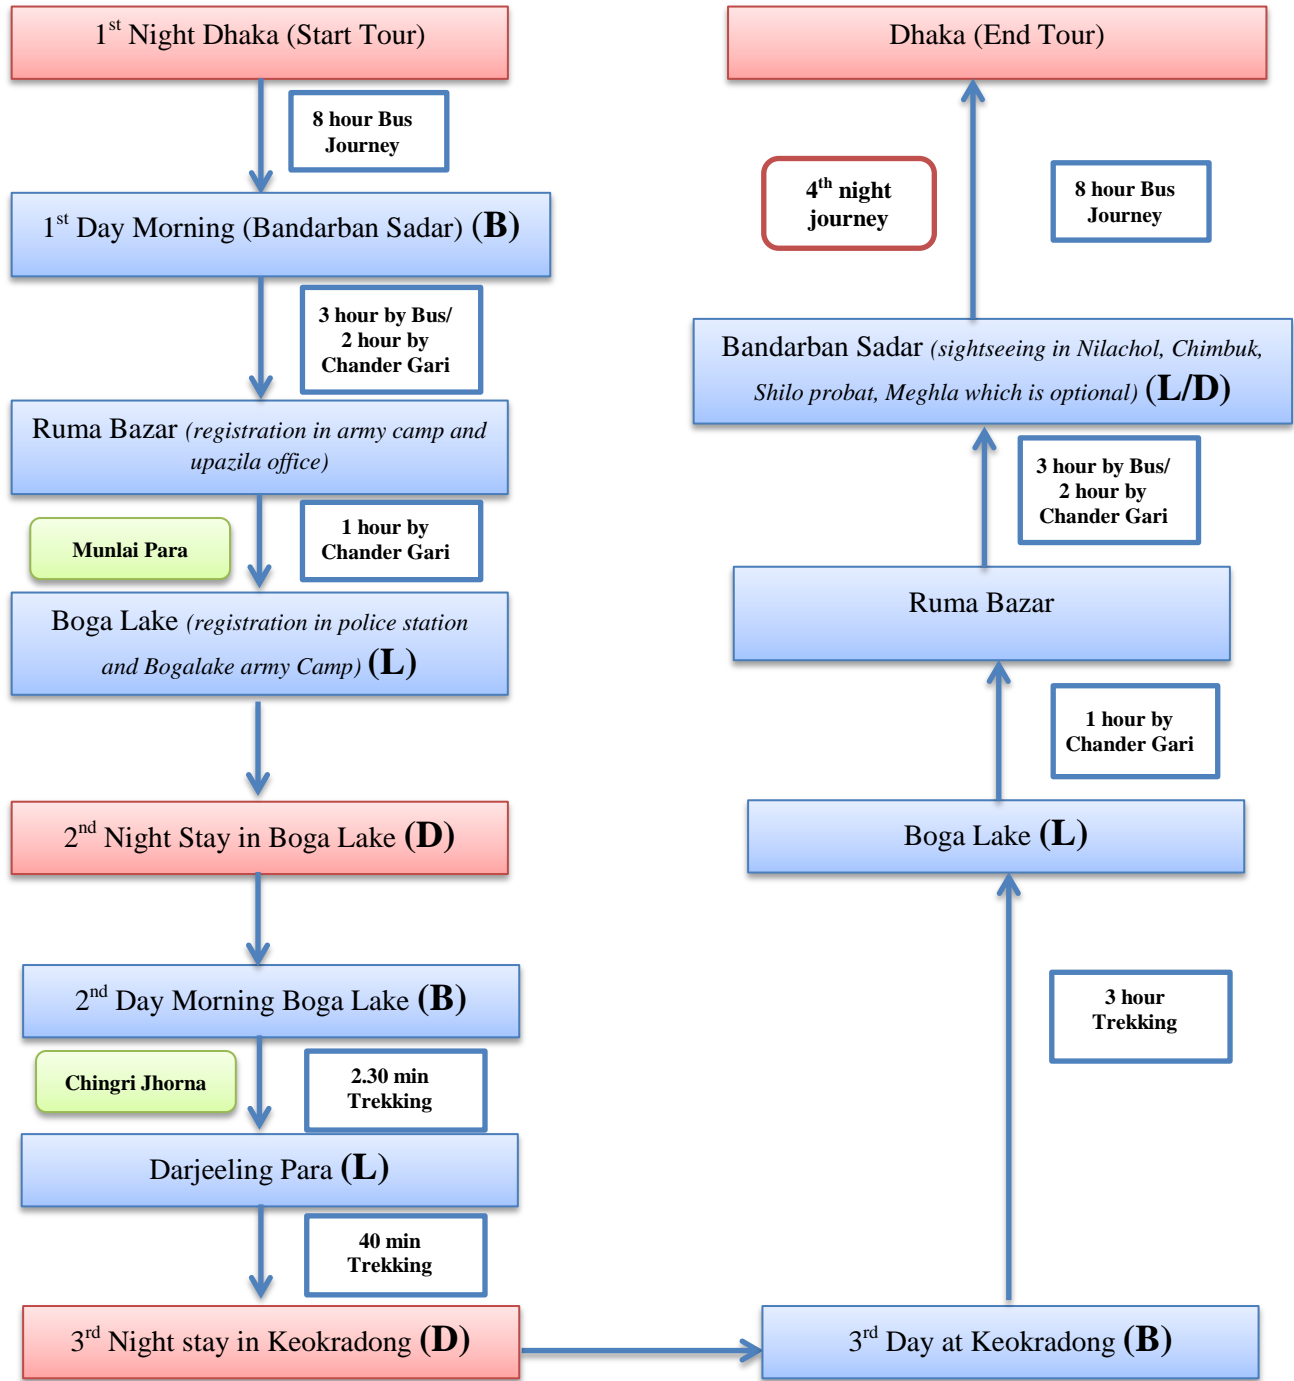 1st Night Dhaka (Start Tour)
8 hour Bus
Journey
1st Day Morning (Bandarban Sadar) (B)
3 hour by Bus/
2 hour by
Chander Gari
Ruma Bazar (registration in army camp and
upazila office)
Munlai Para
1 hour by
Chander Gari
Boga Lake (registration in police station
and Bogalake army Camp) (L)
2nd Night Stay in Boga Lake (D)
2nd Day Morning Boga Lake (B)
Chingri Jhorna
2.30 min
Trekking
Darjeeling Para (L)
40 min
Trekking
3rd Night stay in Keokradong (D)
3rd Day at Keokradong (B)
3 hour
Trekking
Boga Lake (L)
1 hour by
Chander Gari
Ruma Bazar
3 hour by Bus/
2 hour by
Chander Gari
Bandarban Sadar (sightseeing in Nilachol, Chimbuk,
Shilo probat, Meghla which is optional) (L/D)
4th night
journey
8 hour Bus
Journey
Dhaka (End Tour)